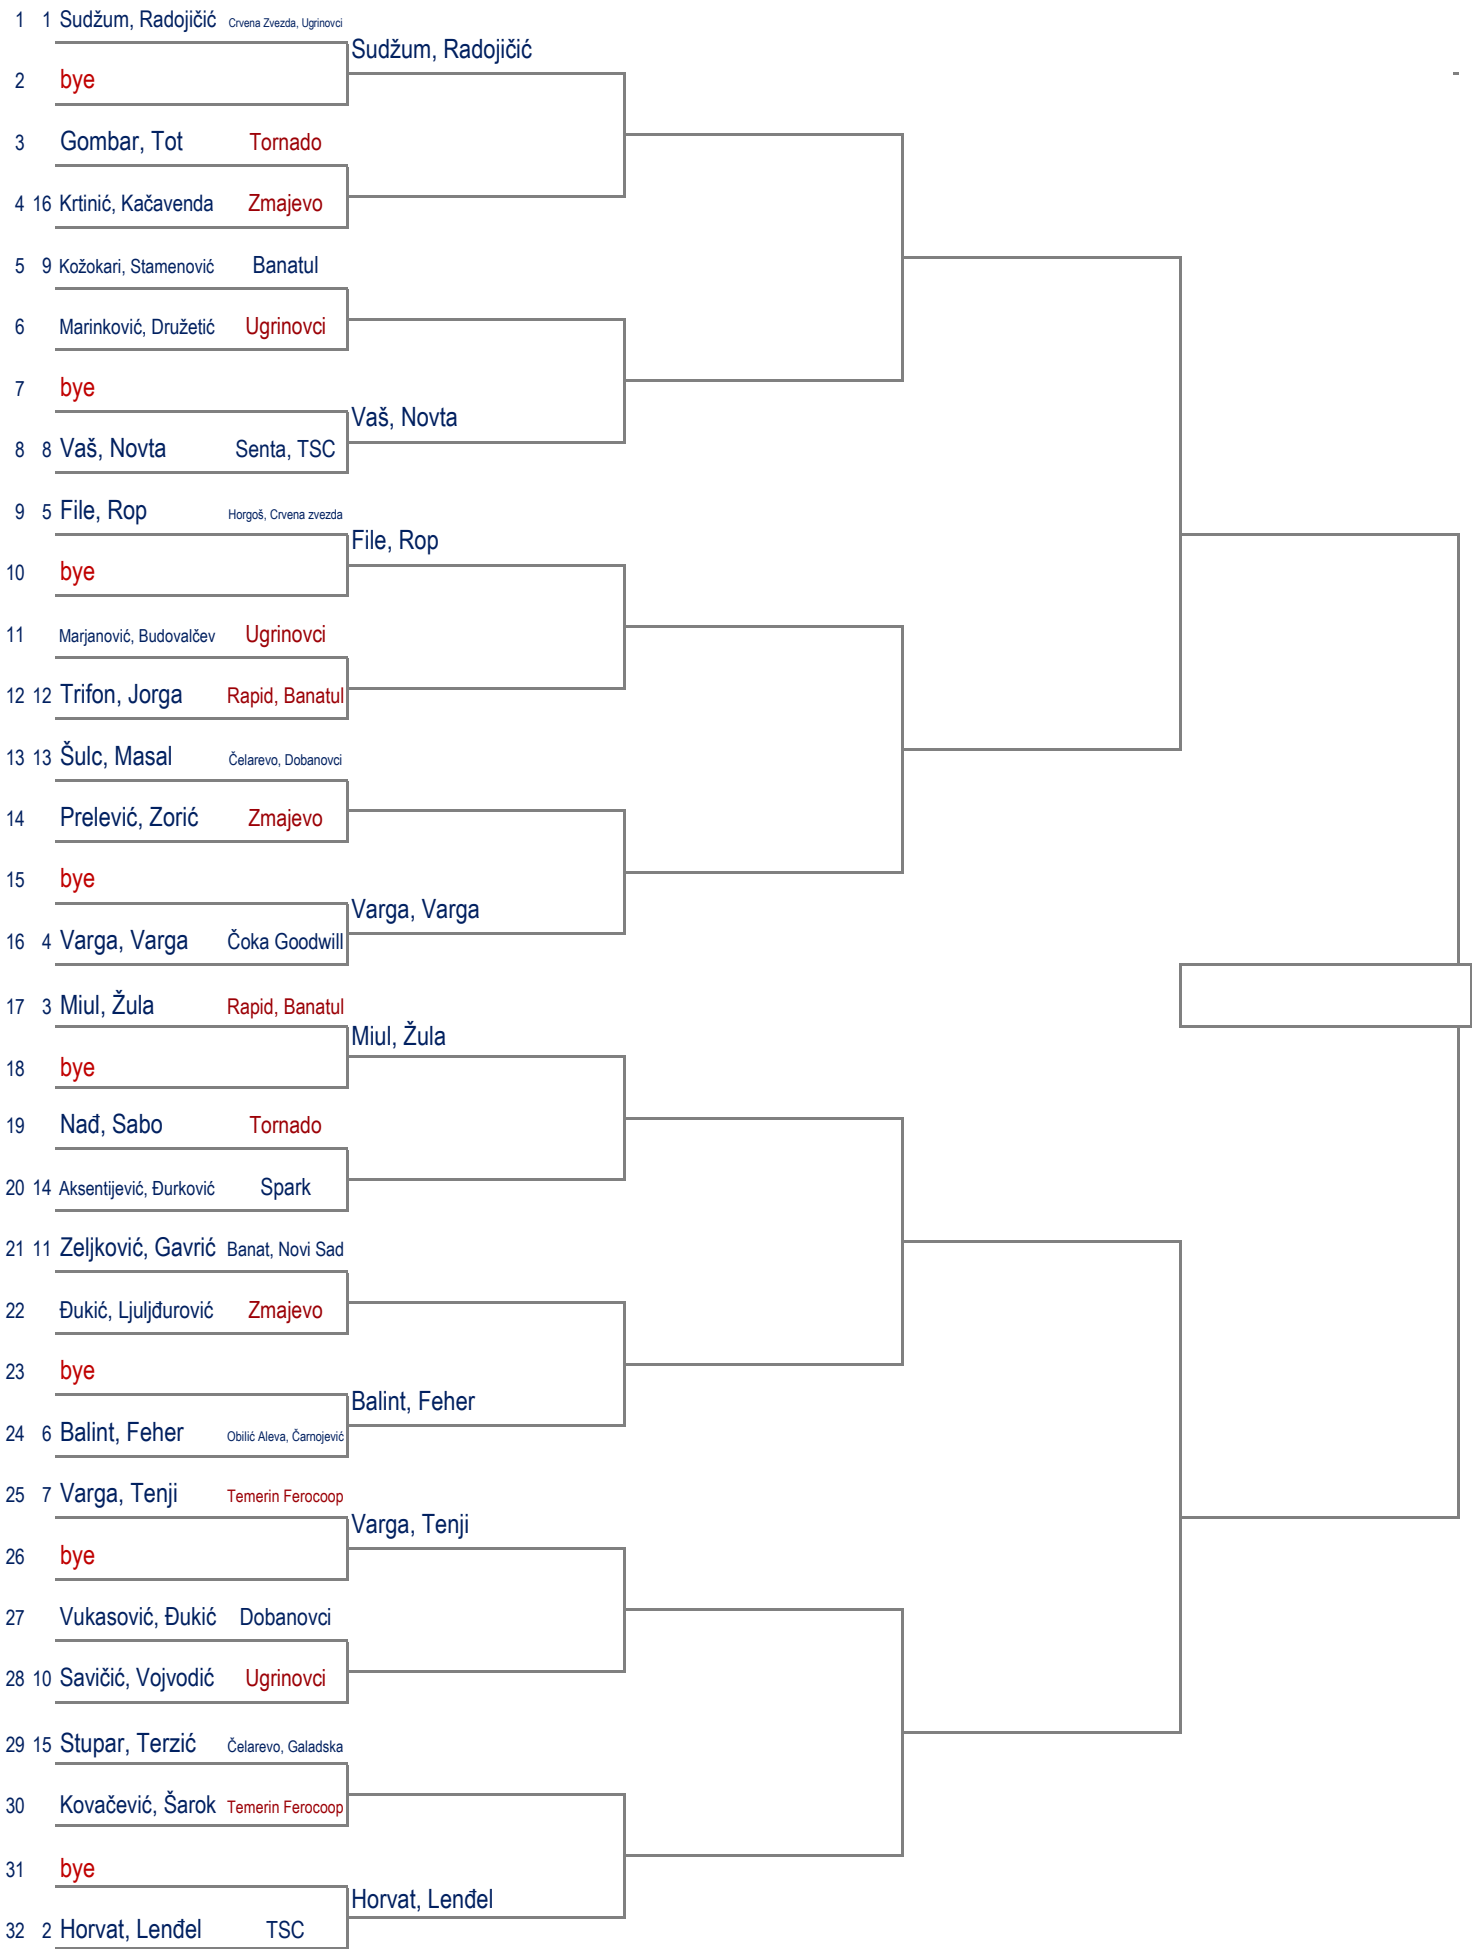 1 1 Sudžum, Radojičić Crvena Zvezda, Ugrinovci
Sudžum, Radojičić
2 bye
-
3 Gombar, Tot Tornado
4 16 Krtinić, Kačavenda Zmajevo
5 9 Kožokari, Stamenović Banatul
6 Marinković, Družetić Ugrinovci
7 bye
Vaš, Novta
8 8 Vaš, Novta Senta, TSC
9 5 File, Rop Horgoš, Crvena zvezda
File, Rop
10 bye
11 Marjanović, Budovalčev Ugrinovci
12 12 Trifon, Jorga Rapid, Banatul
13 13 Šulc, Masal Čelarevo, Dobanovci
14 Prelević, Zorić Zmajevo
15 bye
Varga, Varga
16 4 Varga, Varga Čoka Goodwill
17 3 Miul, Žula Rapid, Banatul
Miul, Žula
18 bye
19 Nađ, Sabo Tornado
20 14 Aksentijević, Đurković Spark
21 11 Zeljković, Gavrić Banat, Novi Sad
22 Đukić, Ljuljđurović Zmajevo
23 bye
Balint, Feher
24 6 Balint, Feher Obilić Aleva, Čarnojević
25 7 Varga, Tenji Temerin Ferocoop
Varga, Tenji
26 bye
27 Vukasović, Đukić Dobanovci
28 10 Savičić, Vojvodić Ugrinovci
29 15 Stupar, Terzić Čelarevo, Galadska
30 Kovačević, Šarok Temerin Ferocoop
31 bye
Horvat, Lenđel
32 2 Horvat, Lenđel TSC